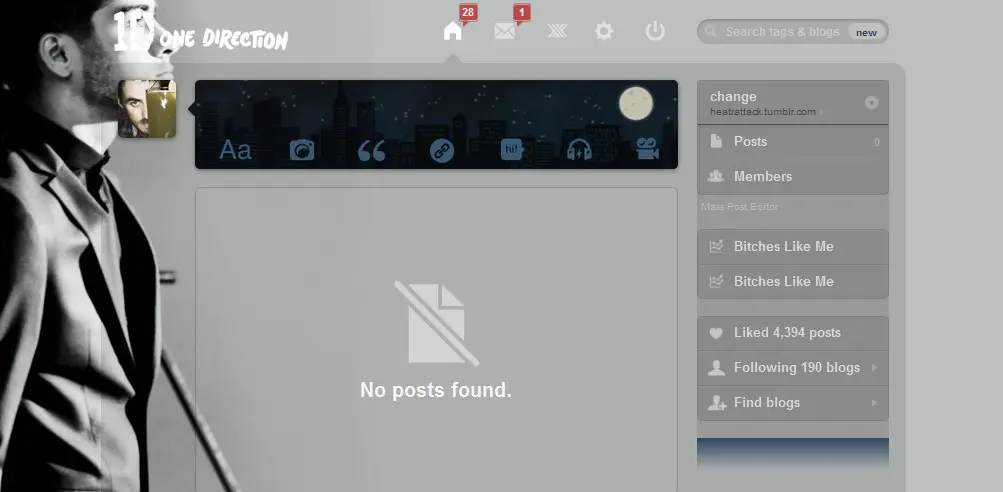 1D ONE DIRECTION
28
1
Search tags & blogs
new
change
heatrattack.tumblr.com
Aa
hi!
Posts
0
Members
Mass Post Editor
Bitches Like Me
Bitches Like Me
Liked 4,394 posts
Following 190 blogs
Find blogs
No posts found.